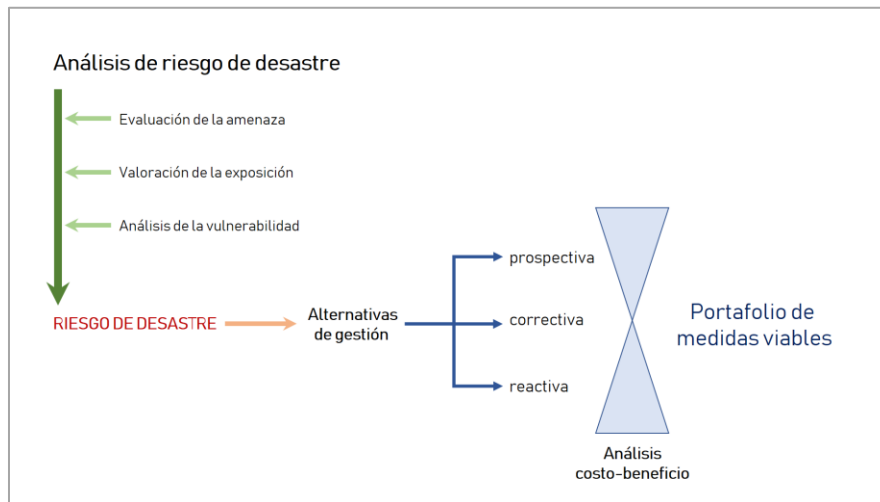 Análisis de riesgo de desastre
Evaluación de la amenaza
Valoración de la exposición
Análisis de la vulnerabilidad
RIESGO DE DESASTRE
Alternativas
de gestión
prospectiva
correctiva
reactiva
Portafolio de
medidas viables
Análisis
costo-beneficio